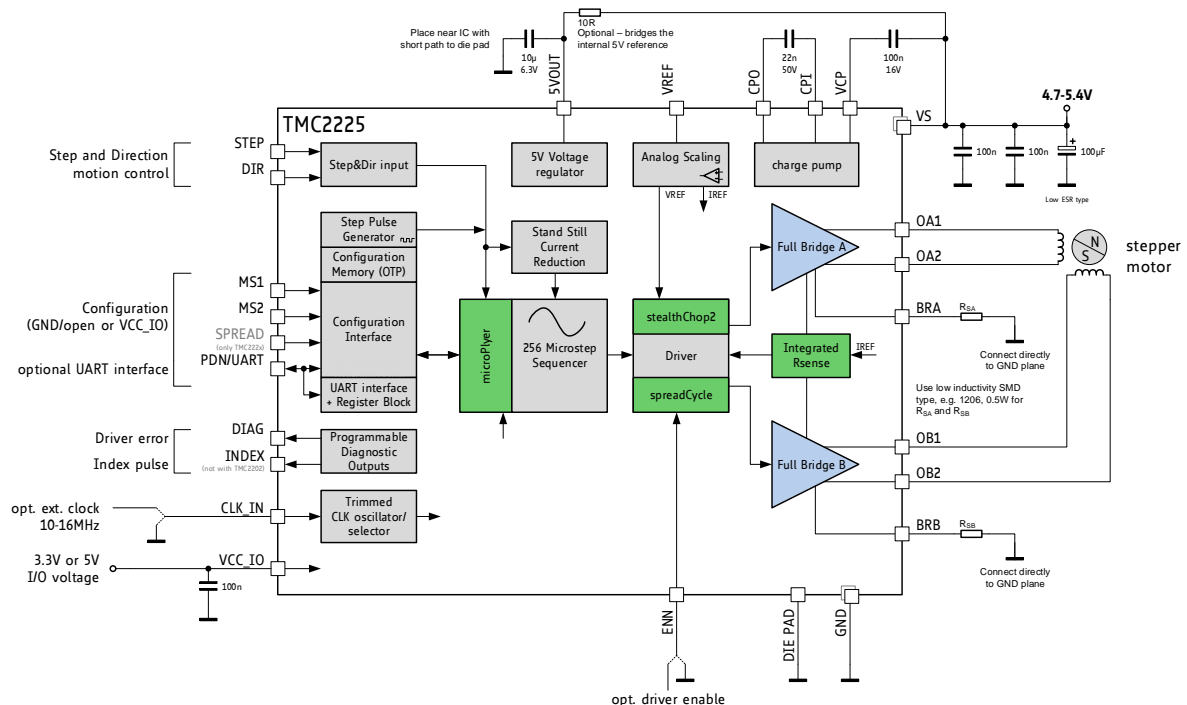 Place near IC with
short path to die pad
10µ
6.3V
10R
Optional – bridges the
internal 5V reference
22n
50V
100n
16V
5VOUT
VREF
CPO
CPI
VCP
4.7-5.4V
VS
TMC2225
100n
100n
+
100µF
Low ESR type
Step and Direction
motion control
STEP
DIR
Step&Dir input
5V Voltage
regulator
Analog Scaling
VREF
IREF
charge pump
Step Pulse
Generator
Configuration
Memory (OTP)
Stand Still
Current
Reduction
Full Bridge A
OA1
OA2
N
S
stepper
motor
Configuration
(GND/open or VCC_IO)
optional UART interface
MS1
MS2
SPREAD
(only TMC222x)
PDN/UART
Configuration
Interface
UART interface
+ Register Block
microPlyer
256 Microstep
Sequencer
stealthChop2
Driver
spreadCycle
Integrated
Rsense
IREF
BRA
RSA
Connect directly
to GND plane
Use low inductivity SMD
type, e.g. 1206, 0.5W for
RSA and RSB
Driver error
Index pulse
DIAG
INDEX
(not with TMC2202)
Programmable
Diagnostic
Outputs
Full Bridge B
OB1
OB2
opt. ext. clock
10-16MHz
CLK_IN
Trimmed
CLK oscillator/
selector
BRB
RSB
Connect directly
to GND plane
3.3V or 5V
I/O voltage
VCC_IO
100n
ENN
DIE PAD
GND
opt. driver enable